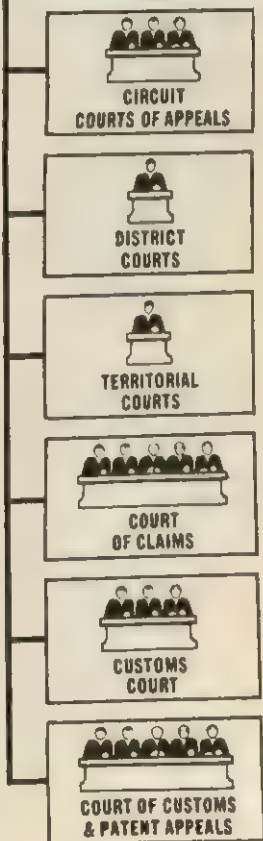 CIRCUIT
COURTS OF APPEALS
DISTRICT
COURTS
TERRITORIAL
COURTS
COURT
OF CLAIMS
CUSTOMS
COURT
COURT OF CUSTOMS
& PATENT APPEALS